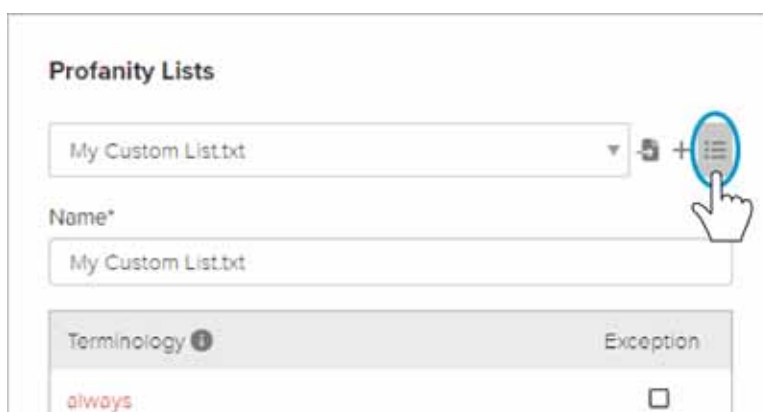 Profanity Lists
My Custom List.txt
Name*
My Custom List.txt
Terminology Exception
always